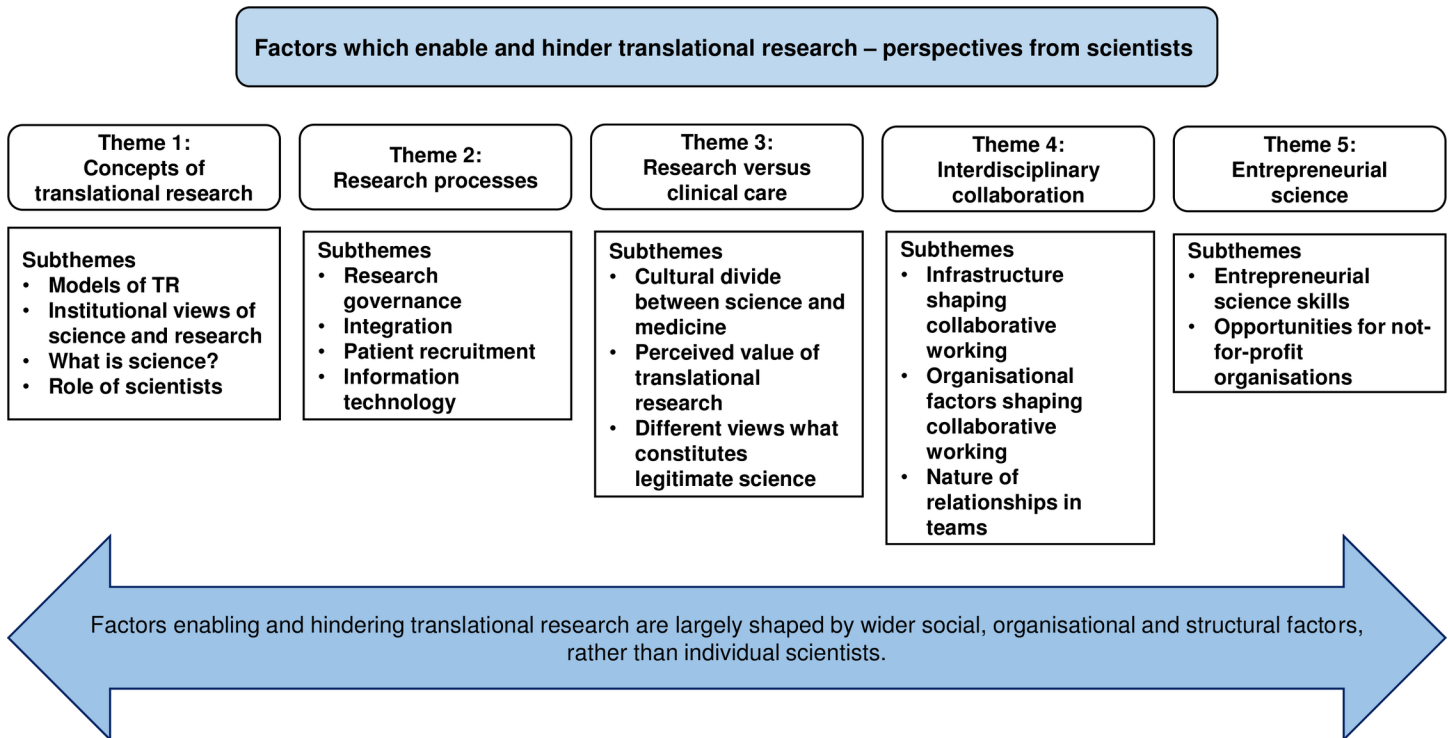 Factors which enable and hinder translational research – perspectives from scientists
Theme 1:
Concepts of
translational research
Subthemes
• Models of TR
• Institutional views of
science and research
• What is science?
• Role of scientists
Theme 2:
Research processes
Subthemes
• Research
governance
• Integration
• Patient recruitment
• Information
technology
Theme 3:
Research versus
clinical care
Subthemes
• Cultural divide
between science and
medicine
• Perceived value of
translational
research
• Different views what
constitutes
legitimate science
Theme 4:
Interdisciplinary
collaboration
Subthemes
• Infrastructure
shaping
collaborative
working
• Organisational
factors shaping
collaborative
working
• Nature of
relationships in
teams
Theme 5:
Entrepreneurial
science
Subthemes
• Entrepreneurial
science skills
• Opportunities for not-
for-profit
organisations
Factors enabling and hindering translational research are largely shaped by wider social, organisational and structural factors,
rather than individual scientists.